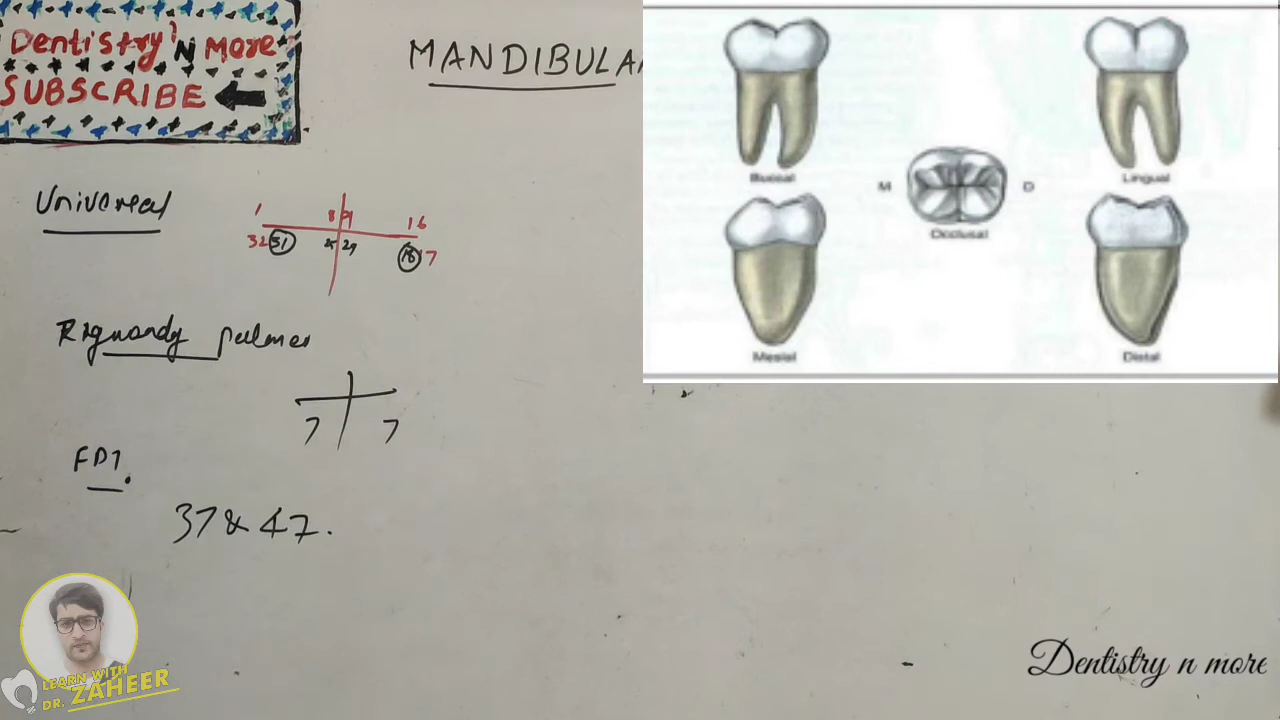 Dentistry'N More
SUBSCRIBE
MANDIBULA
Universal
1 8 9 16
32 31 25 24 18 17
palmer
7 7
FDI
37 & 47.
Buccal
Lingual
M D
Occlusal
Mesial
Distal
LEARN WITH
DR. ZAHEER
Dentistry n more